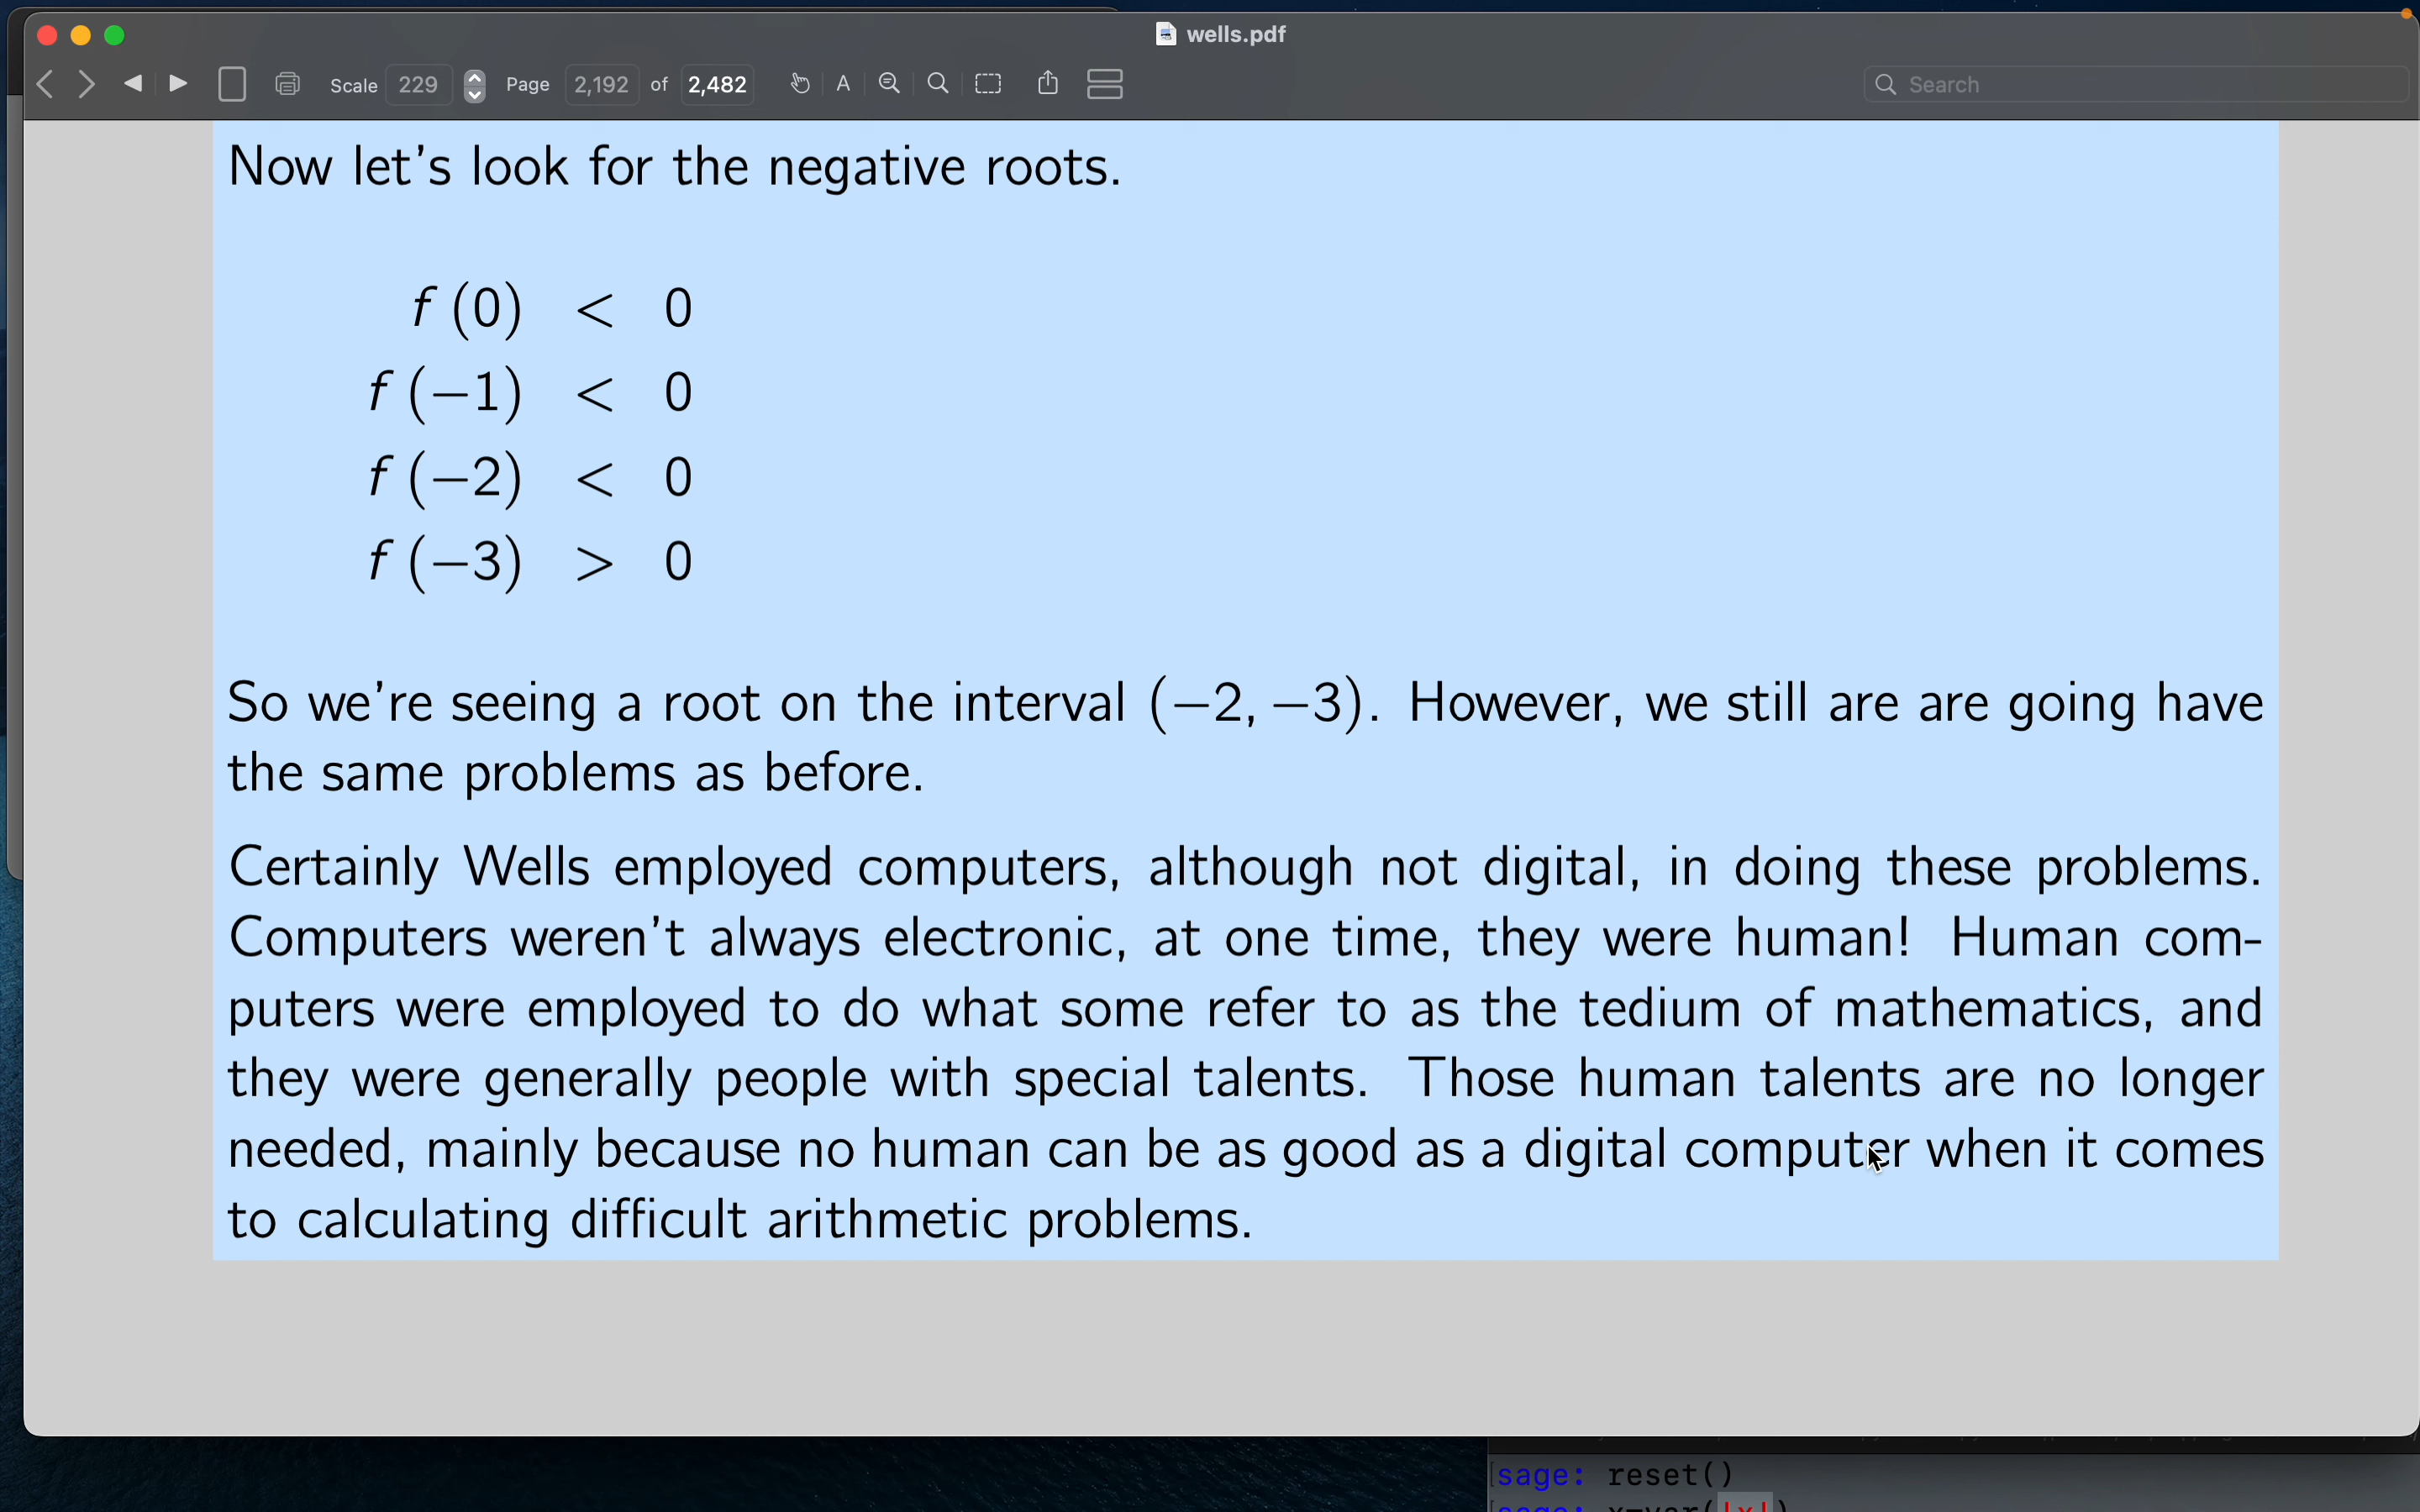 wells.pdf
Scale 229 Page 2,192 of 2,482 A Search
Now let's look for the negative roots.
f (0) < 0
f (−1) < 0
f (−2) < 0
f (−3) > 0
So we're seeing a root on the interval (−2, −3). However, we still are are going have
the same problems as before.
Certainly Wells employed computers, although not digital, in doing these problems.
Computers weren't always electronic, at one time, they were human! Human com-
puters were employed to do what some refer to as the tedium of mathematics, and
they were generally people with special talents. Those human talents are no longer
needed, mainly because no human can be as good as a digital computer when it comes
to calculating difficult arithmetic problems.
[sage: reset()
[sage: x=var('x')